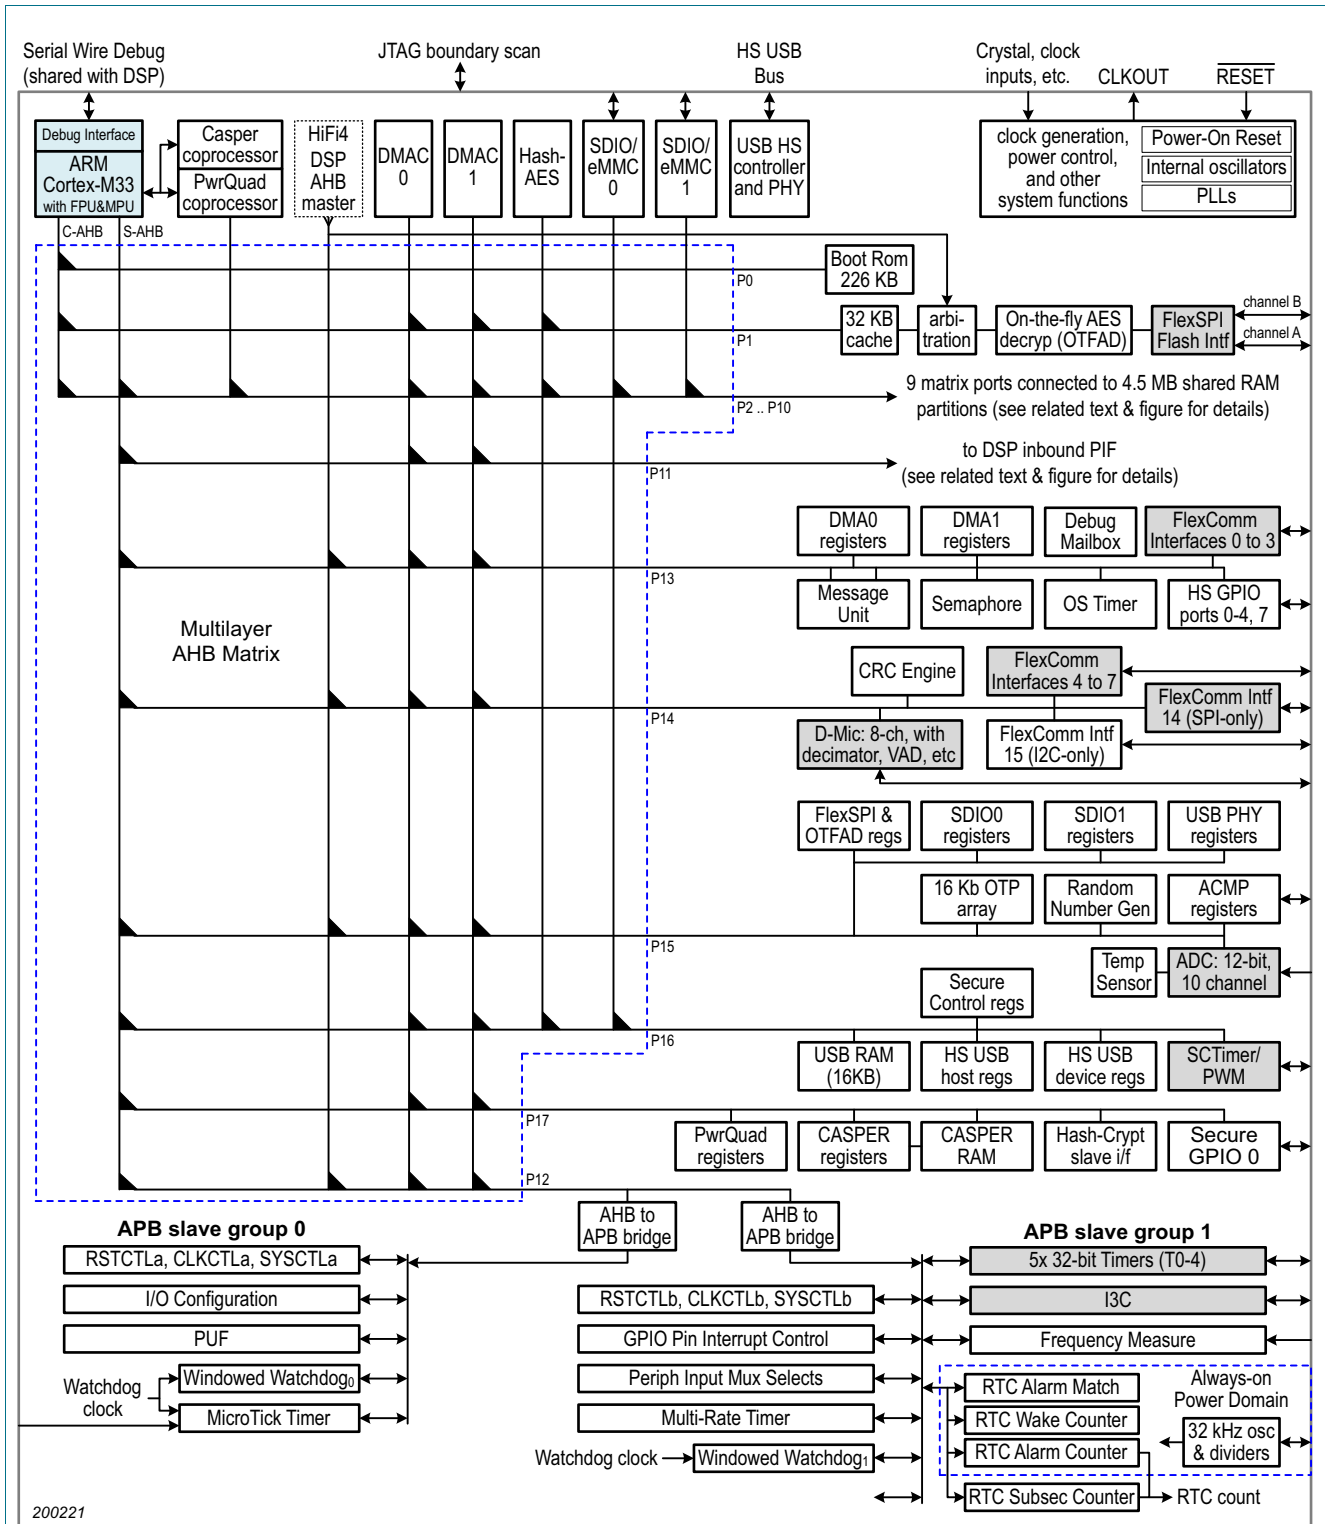 Serial Wire Debug
(shared with DSP)
JTAG boundary scan
HS USB
Bus
Crystal, clock
inputs, etc.
CLKOUT
RESET
Debug Interface
ARM
Cortex-M33
with FPU&MPU
Casper
coprocessor
PwrQuad
coprocessor
HiFi4
DSP
AHB
master
DMAC
0
DMAC
1
Hash-
AES
SDIO/
eMMC
0
SDIO/
eMMC
1
USB HS
controller
and PHY
clock generation,
power control,
and other
system functions
Power-On Reset
Internal oscillators
PLLs
C-AHB
S-AHB
Boot Rom
226 KB
P0
32 KB
cache
arbi-
tration
On-the-fly AES
decryp (OTFAD)
FlexSPI
Flash Intf
channel B
channel A
P1
9 matrix ports connected to 4.5 MB shared RAM
partitions (see related text & figure for details)
P2 .. P10
to DSP inbound PIF
(see related text & figure for details)
P11
DMA0
registers
DMA1
registers
Debug
Mailbox
FlexComm
Interfaces 0 to 3
P13
Message
Unit
Semaphore
OS Timer
HS GPIO
ports 0-4, 7
Multilayer
AHB Matrix
CRC Engine
FlexComm
Interfaces 4 to 7
FlexComm Intf
14 (SPI-only)
P14
D-Mic: 8-ch, with
decimator, VAD, etc
FlexComm Intf
15 (I2C-only)
FlexSPI &
OTFAD regs
SDIO0
registers
SDIO1
registers
USB PHY
registers
16 Kb OTP
array
Random
Number Gen
ACMP
registers
P15
Temp
Sensor
ADC: 12-bit,
10 channel
Secure
Control regs
P16
USB RAM
(16KB)
HS USB
host regs
HS USB
device regs
SCTimer/
PWM
P17
PwrQuad
registers
CASPER
registers
CASPER
RAM
Hash-Crypt
slave i/f
Secure
GPIO 0
P12
AHB to
APB bridge
AHB to
APB bridge
APB slave group 0
RSTCTLa, CLKCTLa, SYSCTLa
I/O Configuration
PUF
Windowed Watchdog0
Watchdog
clock
MicroTick Timer
RSTCTLb, CLKCTLb, SYSCTLb
GPIO Pin Interrupt Control
Periph Input Mux Selects
Multi-Rate Timer
Watchdog clock
Windowed Watchdog1
APB slave group 1
5x 32-bit Timers (T0-4)
I3C
Frequency Measure
RTC Alarm Match
RTC Wake Counter
RTC Alarm Counter
RTC Subsec Counter
Always-on
Power Domain
32 kHz osc
& dividers
RTC count
200221